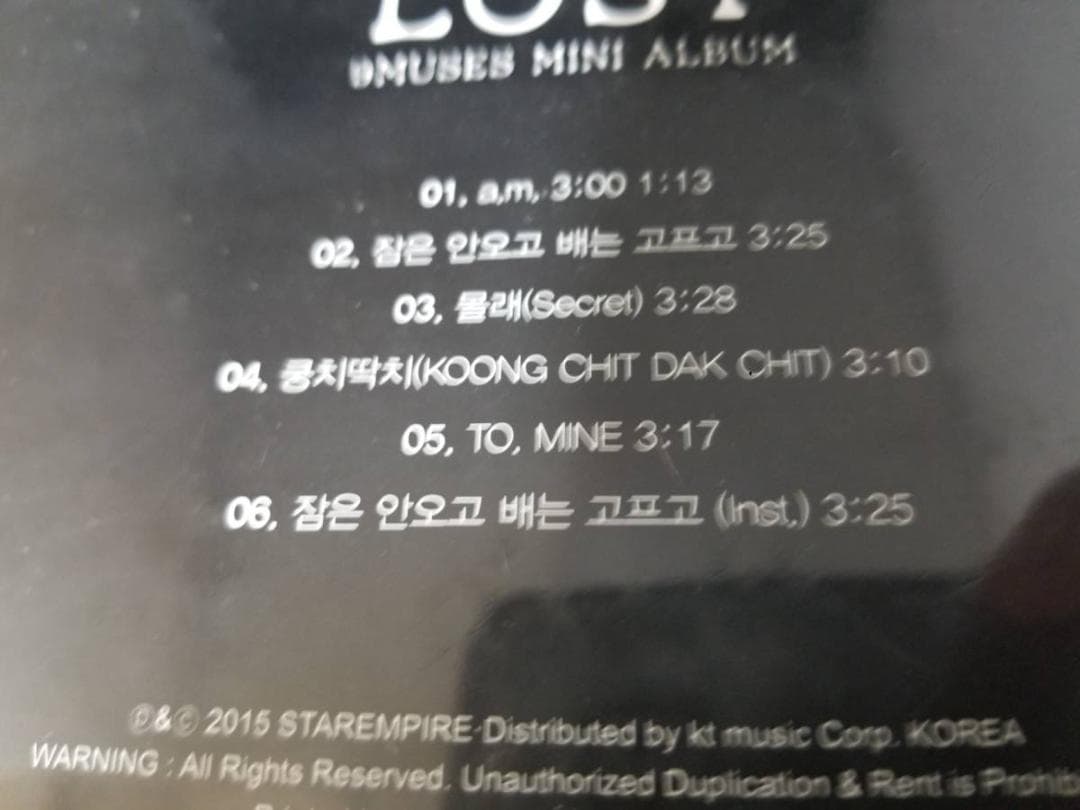 LOST
9MUSES MINI ALBUM
01. a.m. 3:00 1:13
02. 잠은 안오고 배는 고프고 3:25
03. 몰래(Secret) 3:28
04. 쿵치딱치(KOONG CHIT DAK CHIT) 3:10
05. TO. MINE 3:17
06. 잠은 안오고 배는 고프고 (Inst.) 3:25
℗&© 2015 STAREMPIRE Distributed by kt music Corp. KOREA
WARNING : All Rights Reserved. Unauthorized Duplication & Rent is Prohib